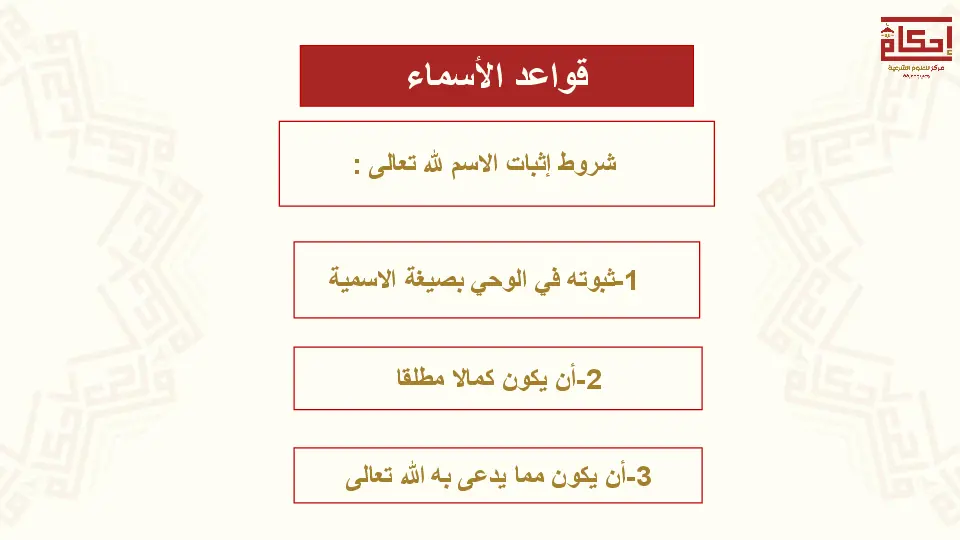 إحكام
مركز للعلوم الشرعية
قواعد الأسماء
شروط إثبات الاسم لله تعالى :
1-ثبوته في الوحي بصيغة الاسمية
2-أن يكون كمالا مطلقا
3-أن يكون مما يدعى به الله تعالى